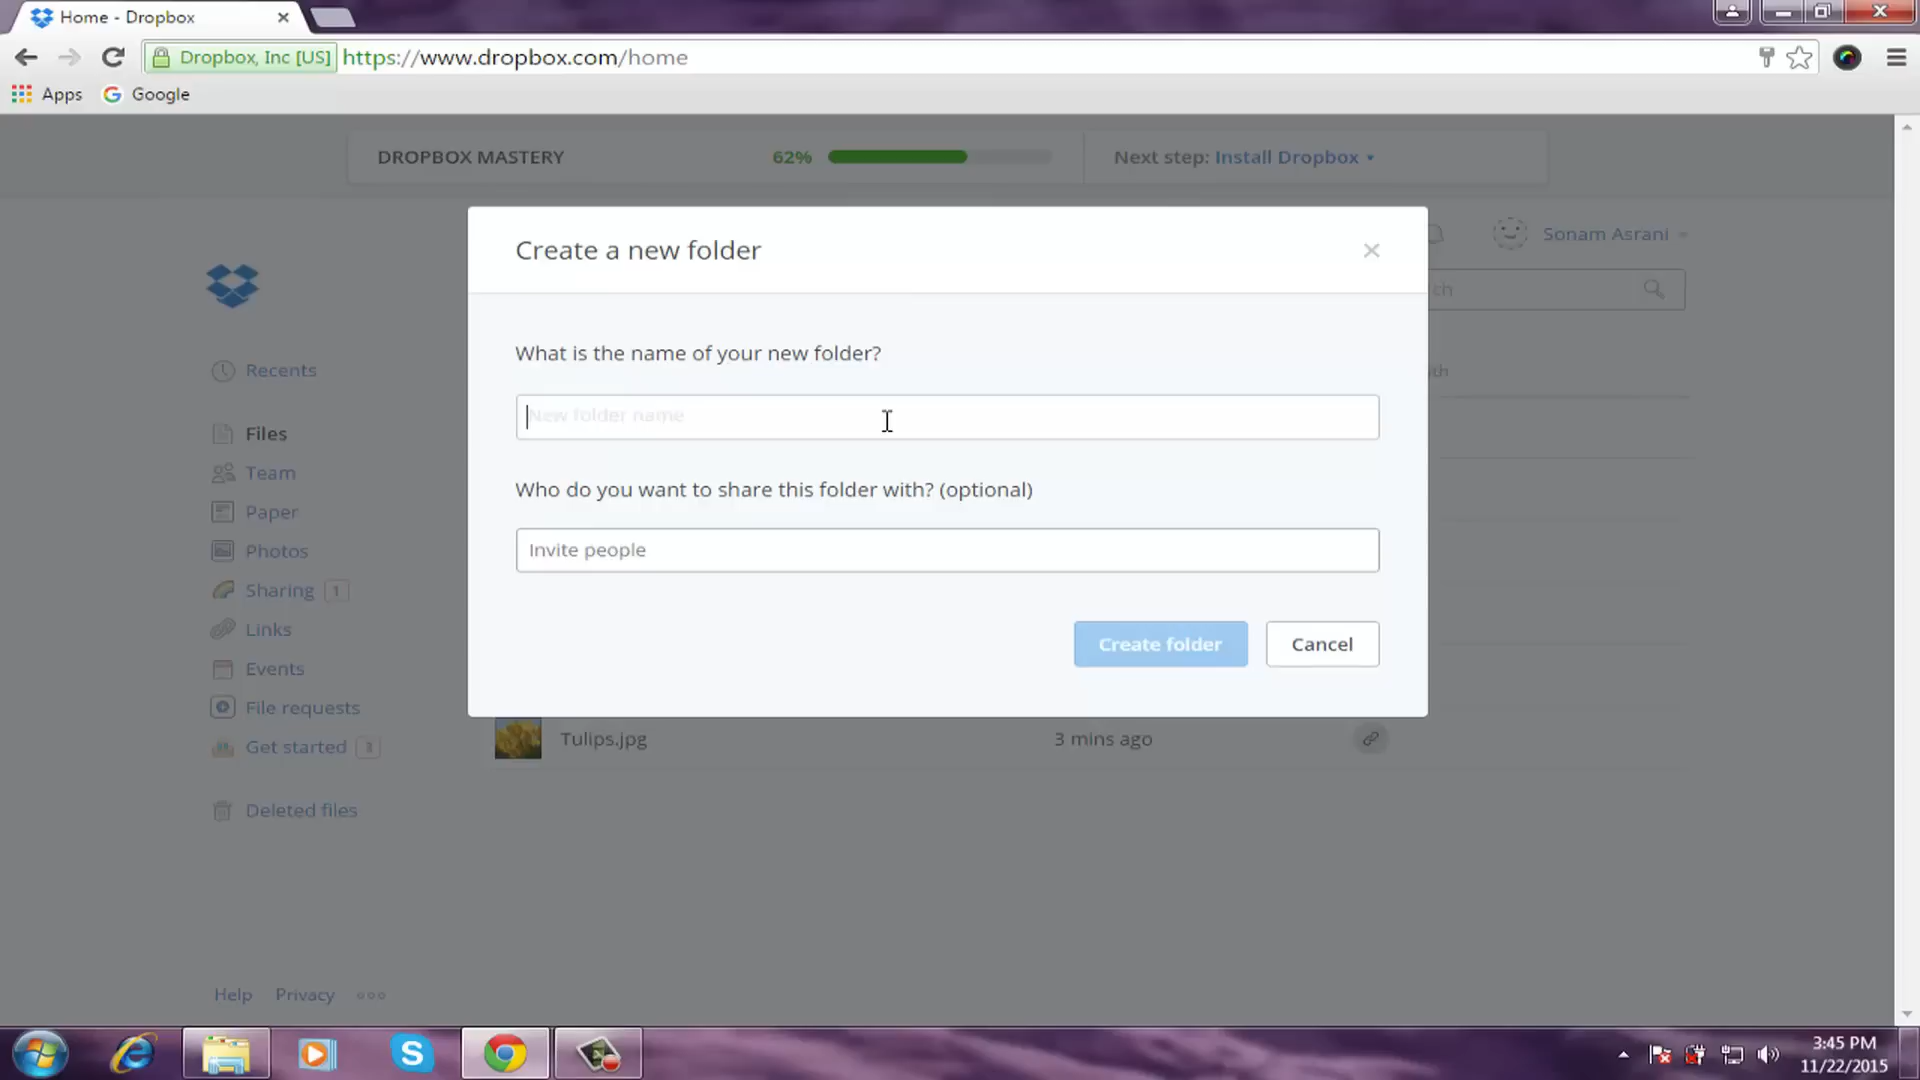 Home - Dropbox
Dropbox, Inc [US] https://www.dropbox.com/home
Apps Google
DROPBOX MASTERY 62% Next step: Install Dropbox
Sonam Asrani
Create a new folder
ch
What is the name of your new folder?
Recents
th
New folder name
Files
Team
Who do you want to share this folder with? (optional)
Paper
Photos
Invite people
Sharing 1
Links
Create folder Cancel
Events
File requests
Get started 3
Tulips.jpg 3 mins ago
Deleted files
Help Privacy
3:45 PM
11/22/2015